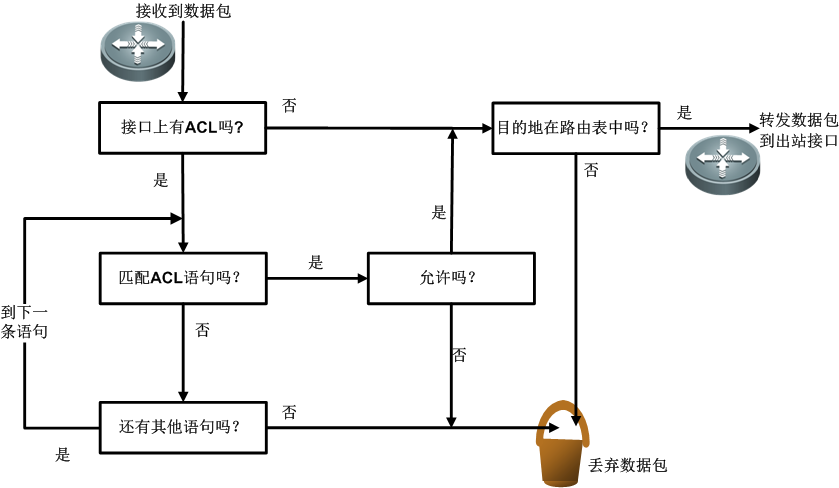 接收到数据包
接口上有ACL吗?
否
目的地在路由表中吗?
是
转发数据包
到出站接口
是
否
是
匹配ACL语句吗?
是
允许吗?
到下一
条语句
否
否
还有其他语句吗?
否
是
丢弃数据包